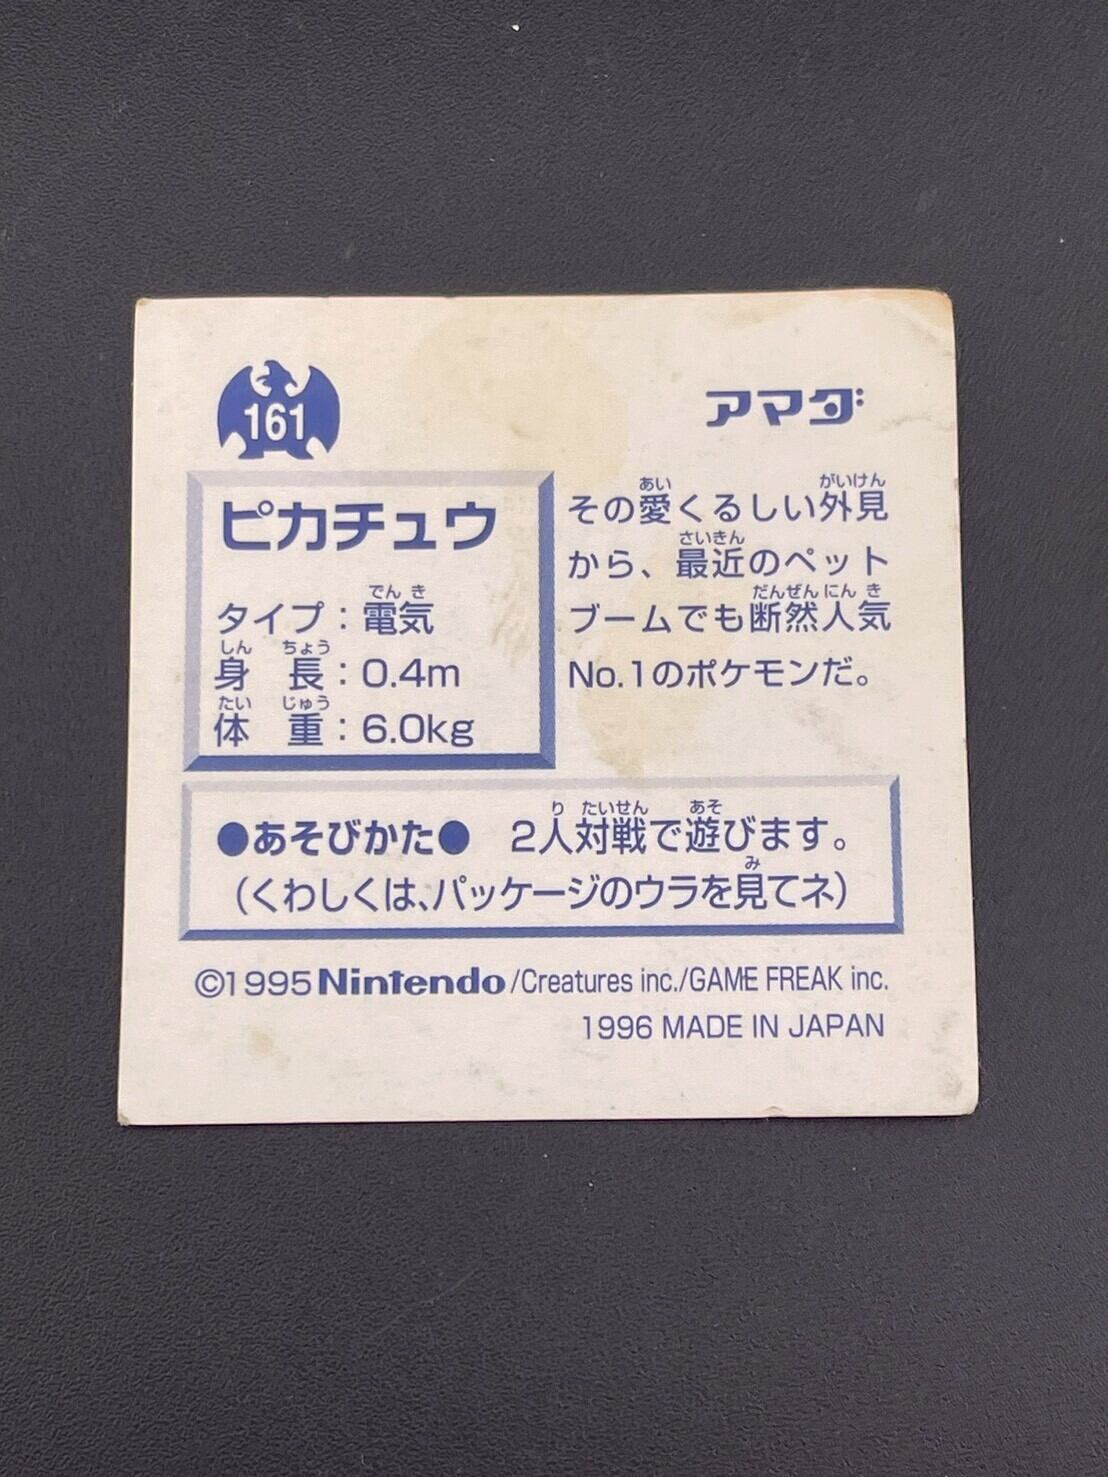 161
アマダ
ピカチュウ
タイプ：電気
でんき
身長：0.4m
しんちょう
体重：6.0kg
たいじゅう
その愛くるしい外見
あい がいけん
から、最近のペット
さいきん
ブームでも断然人気
だんぜんにんき
No.1のポケモンだ。
●あそびかた● 2人対戦で遊びます。
り たいせん あそ
（くわしくは、パッケージのウラを見てネ）
み
©1995 Nintendo/Creatures inc./GAME FREAK inc.
1996 MADE IN JAPAN